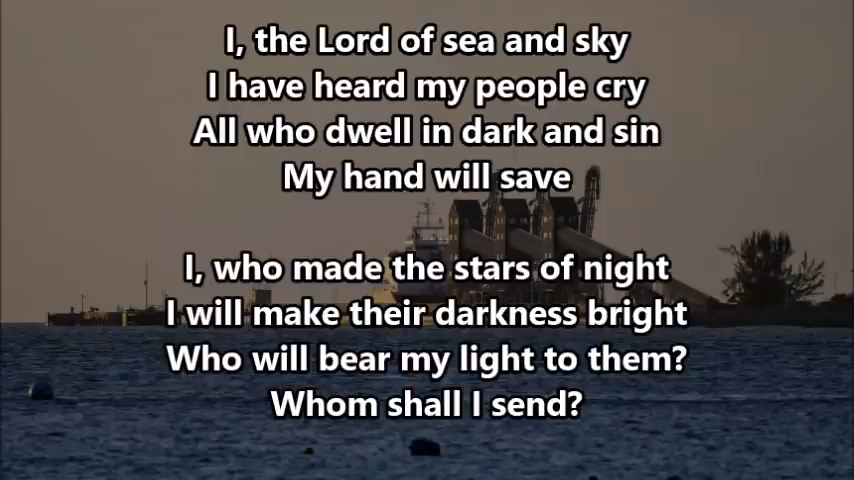 I, the Lord of sea and sky
I have heard my people cry
All who dwell in dark and sin
My hand will save
I, who made the stars of night
I will make their darkness bright
Who will bear my light to them?
Whom shall I send?